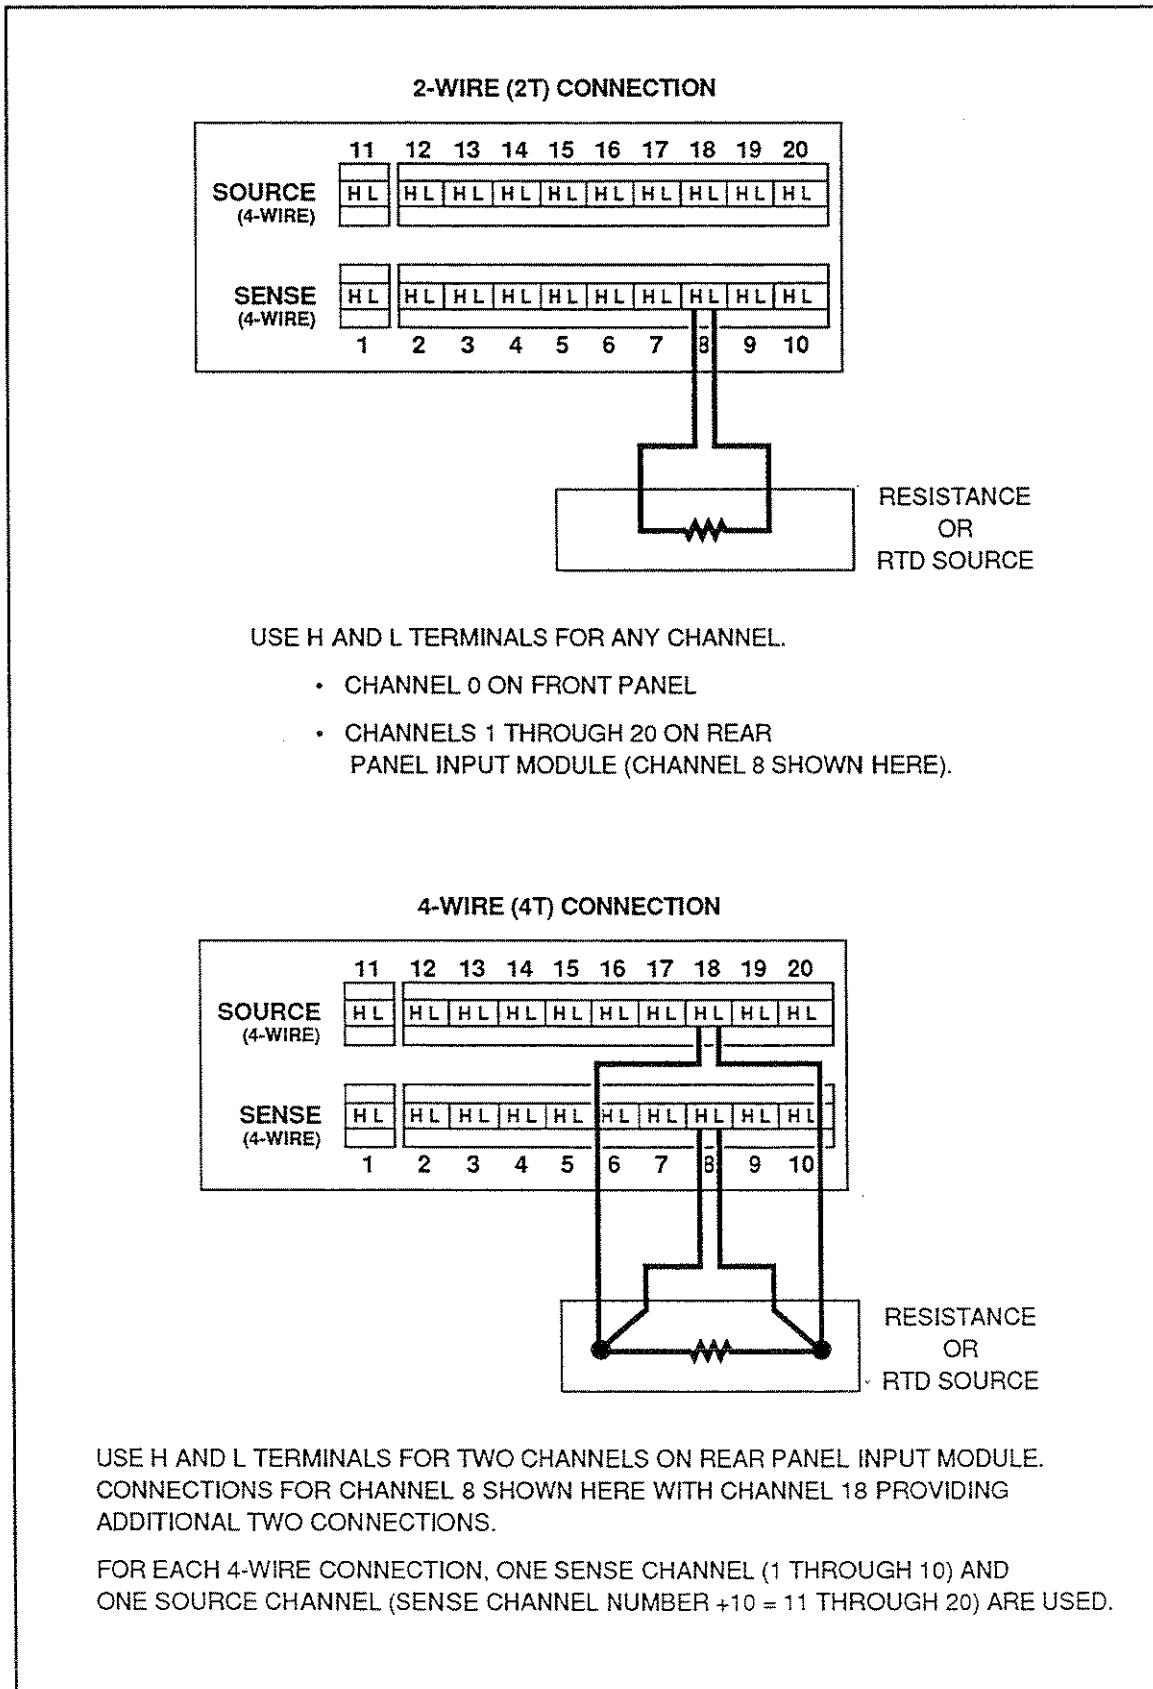 2-WIRE (2T) CONNECTION
11 12 13 14 15 16 17 18 19 20
SOURCE H L H L H L H L H L H L H L H L H L H L
(4-WIRE)
SENSE H L H L H L H L H L H L H L H L H L H L
(4-WIRE)
1 2 3 4 5 6 7 8 9 10
RESISTANCE
OR
RTD SOURCE
USE H AND L TERMINALS FOR ANY CHANNEL.
• CHANNEL 0 ON FRONT PANEL
• CHANNELS 1 THROUGH 20 ON REAR
PANEL INPUT MODULE (CHANNEL 8 SHOWN HERE).
4-WIRE (4T) CONNECTION
11 12 13 14 15 16 17 18 19 20
SOURCE H L H L H L H L H L H L H L H L H L H L
(4-WIRE)
SENSE H L H L H L H L H L H L H L H L H L H L
(4-WIRE)
1 2 3 4 5 6 7 8 9 10
RESISTANCE
OR
RTD SOURCE
USE H AND L TERMINALS FOR TWO CHANNELS ON REAR PANEL INPUT MODULE.
CONNECTIONS FOR CHANNEL 8 SHOWN HERE WITH CHANNEL 18 PROVIDING
ADDITIONAL TWO CONNECTIONS.
FOR EACH 4-WIRE CONNECTION, ONE SENSE CHANNEL (1 THROUGH 10) AND
ONE SOURCE CHANNEL (SENSE CHANNEL NUMBER +10 = 11 THROUGH 20) ARE USED.